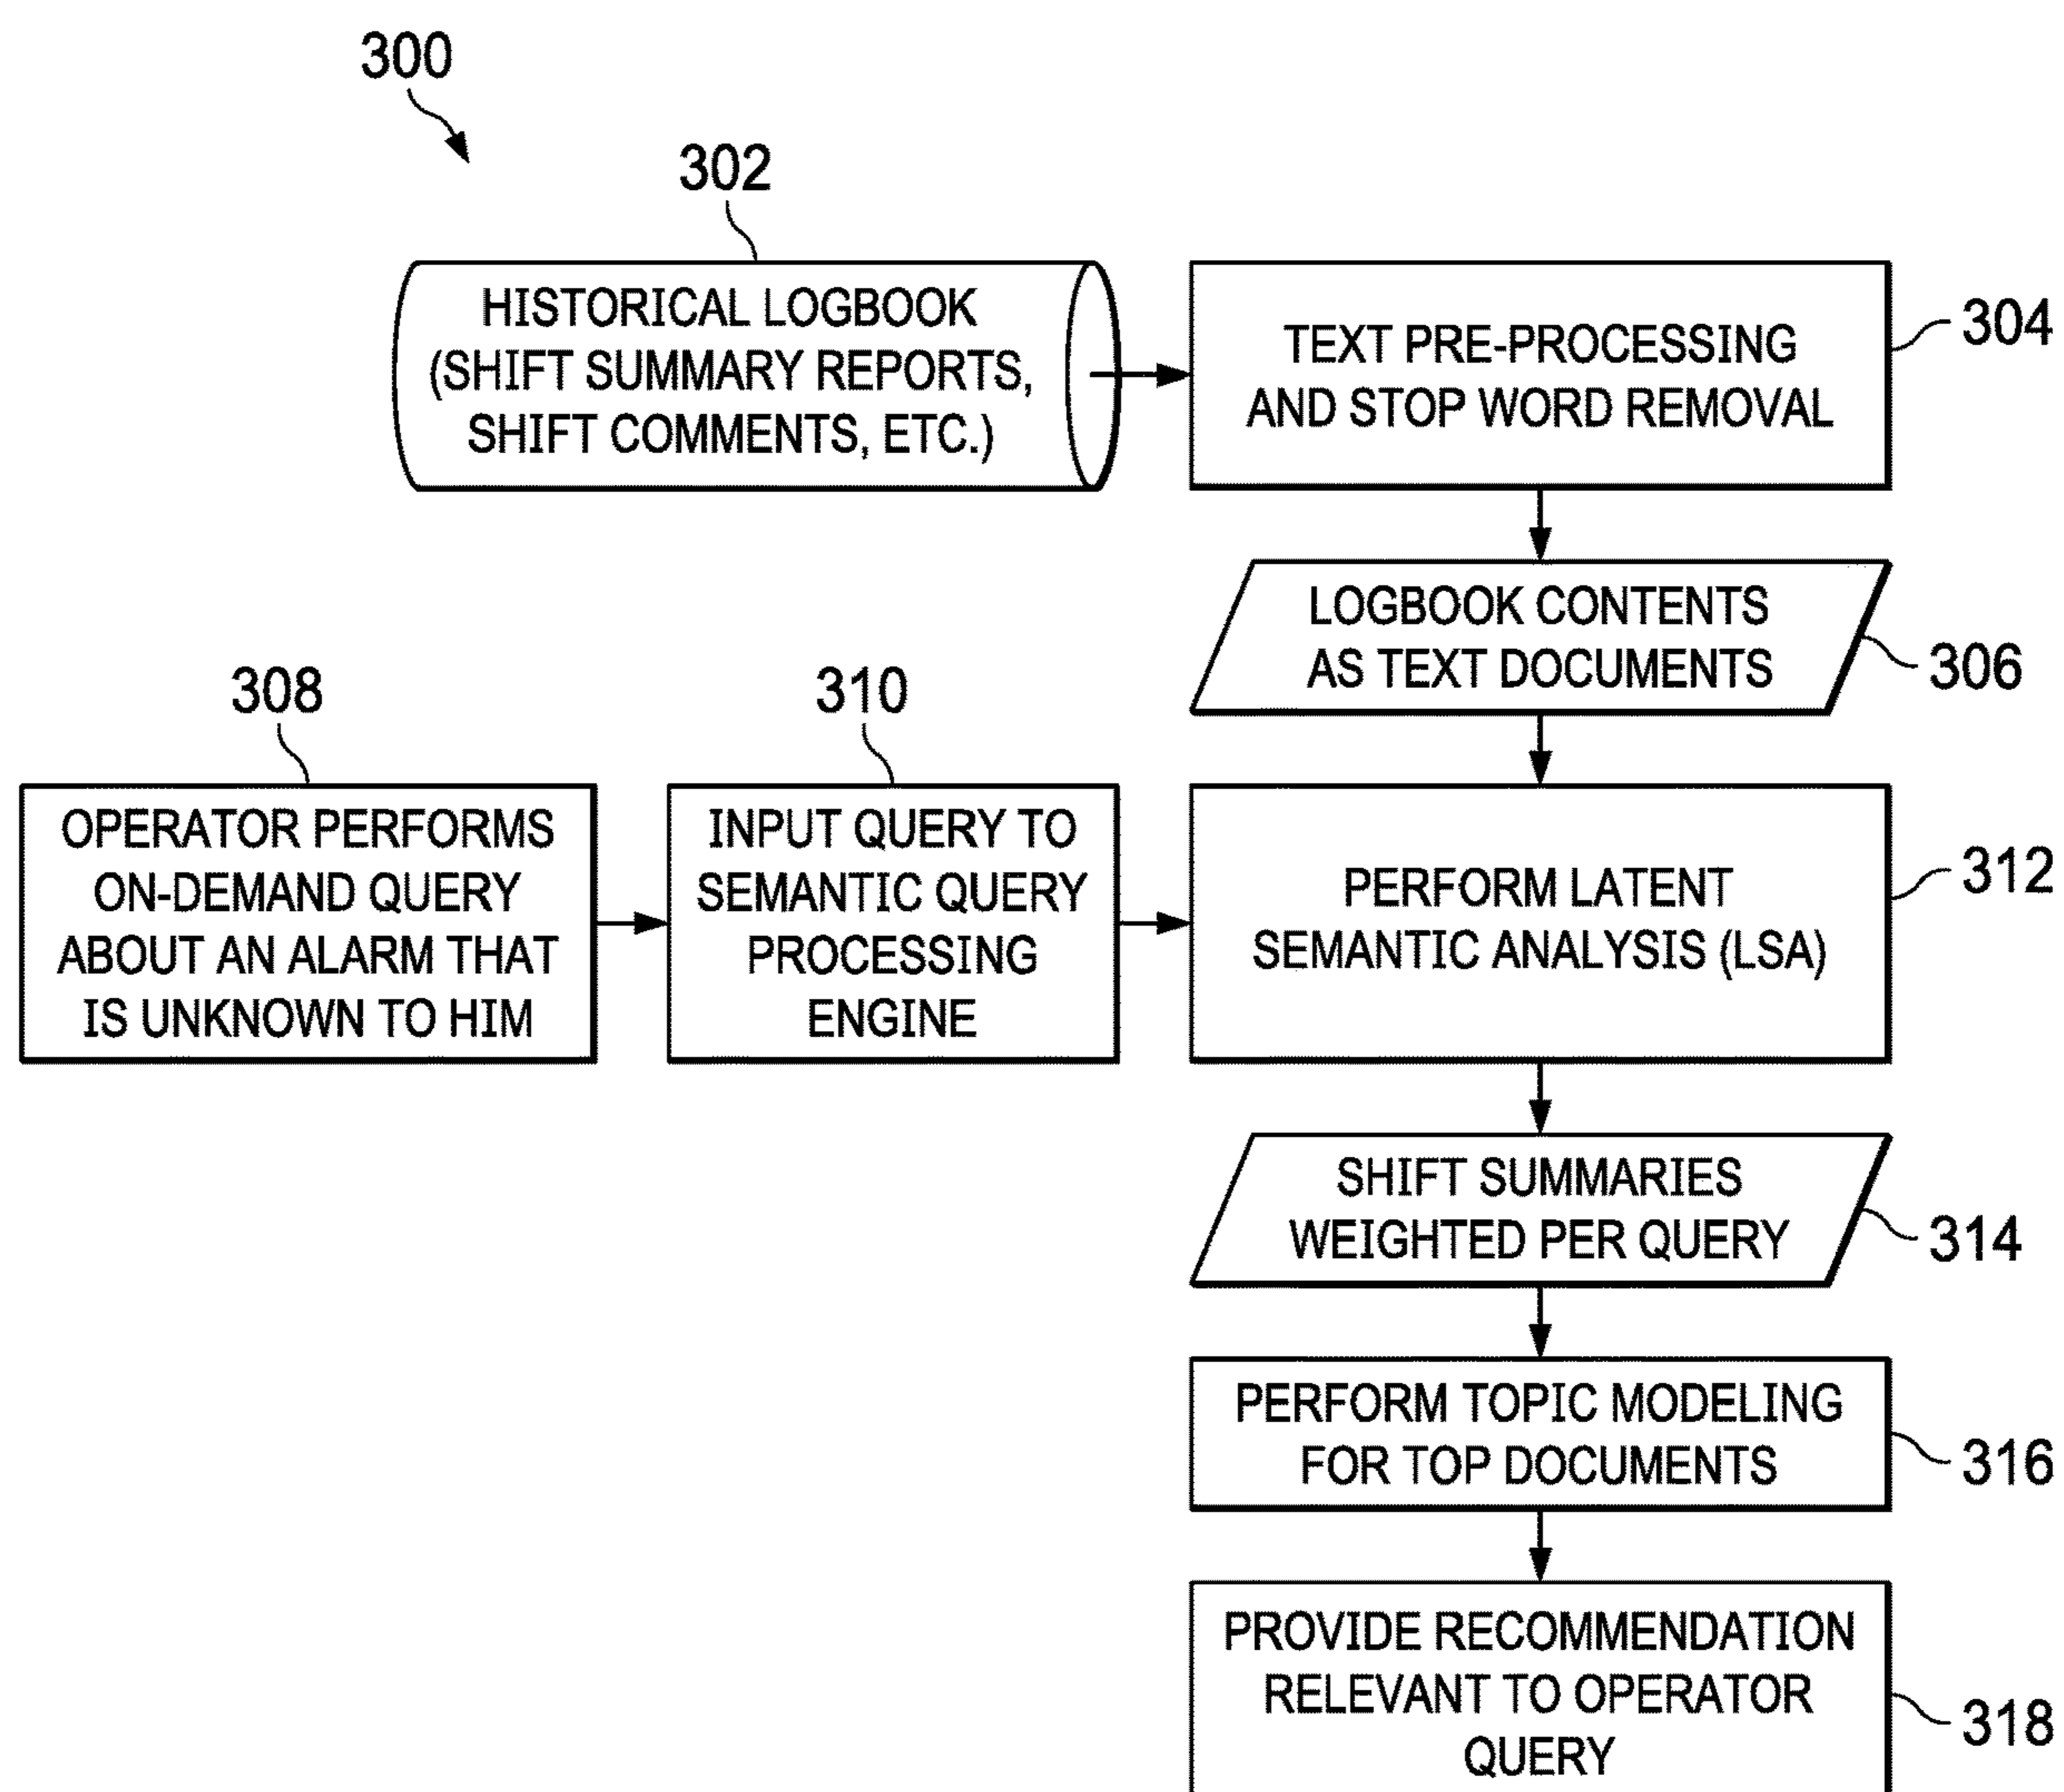 300
302
HISTORICAL LOGBOOK
(SHIFT SUMMARY REPORTS,
SHIFT COMMENTS, ETC.)
TEXT PRE-PROCESSING
AND STOP WORD REMOVAL
304
LOGBOOK CONTENTS
AS TEXT DOCUMENTS
306
308
OPERATOR PERFORMS
ON-DEMAND QUERY
ABOUT AN ALARM THAT
IS UNKNOWN TO HIM
310
INPUT QUERY TO
SEMANTIC QUERY
PROCESSING
ENGINE
PERFORM LATENT
SEMANTIC ANALYSIS (LSA)
312
SHIFT SUMMARIES
WEIGHTED PER QUERY
314
PERFORM TOPIC MODELING
FOR TOP DOCUMENTS
316
PROVIDE RECOMMENDATION
RELEVANT TO OPERATOR
QUERY
318